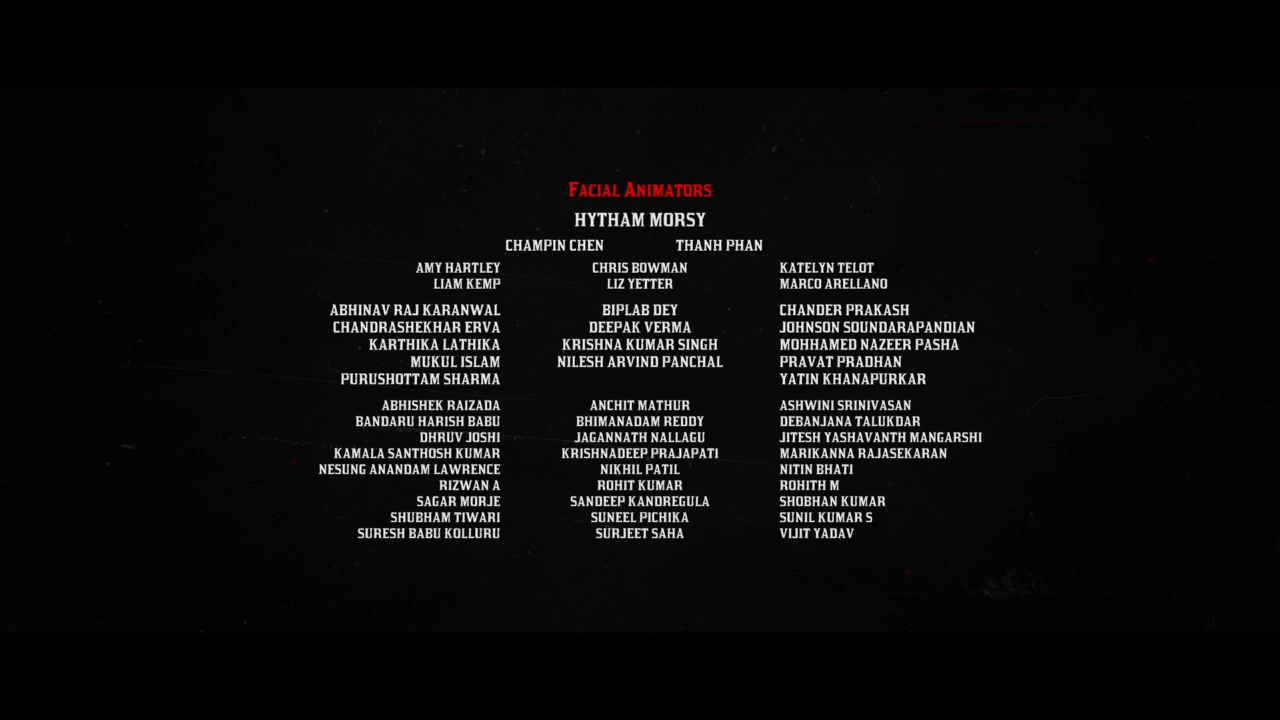 Facial Animators
HYTHAM MORSY
CHAMPIN CHEN THANH PHAN
AMY HARTLEY CHRIS BOWMAN KATELYN TELOT
LIAM KEMP LIZ YETTER MARCO ARELLANO
ABHINAV RAJ KARANWAL BIPLAB DEY CHANDER PRAKASH
CHANDRASHEKHAR ERVA DEEPAK VERMA JOHNSON SOUNDARAPANDIAN
KARTHIKA LATHIKA KRISHNA KUMAR SINGH MOHHAMED NAZEER PASHA
MUKUL ISLAM NILESH ARVIND PANCHAL PRAVAT PRADHAN
PURUSHOTTAM SHARMA YATIN KHANAPURKAR
ABHISHEK RAIZADA ANCHIT MATHUR ASHWINI SRINIVASAN
BANDARU HARISH BABU BHIMANADAM REDDY DEBANJANA TALUKDAR
DHRUV JOSHI JAGANNATH NALLAGU JITESH YASHAVANTH MANGARSHI
KAMALA SANTHOSH KUMAR KRISHNADEEP PRAJAPATI MARIKANNA RAJASEKARAN
NESUNG ANANDAM LAWRENCE NIKHIL PATIL NITIN BHATI
RIZWAN A ROHIT KUMAR ROHITH M
SAGAR MORJE SANDEEP KANDREGULA SHOBHAN KUMAR
SHUBHAM TIWARI SUNEEL PICHIKA SUNIL KUMAR S
SURESH BABU KOLLURU SURJEET SAHA VIJIT YADAV